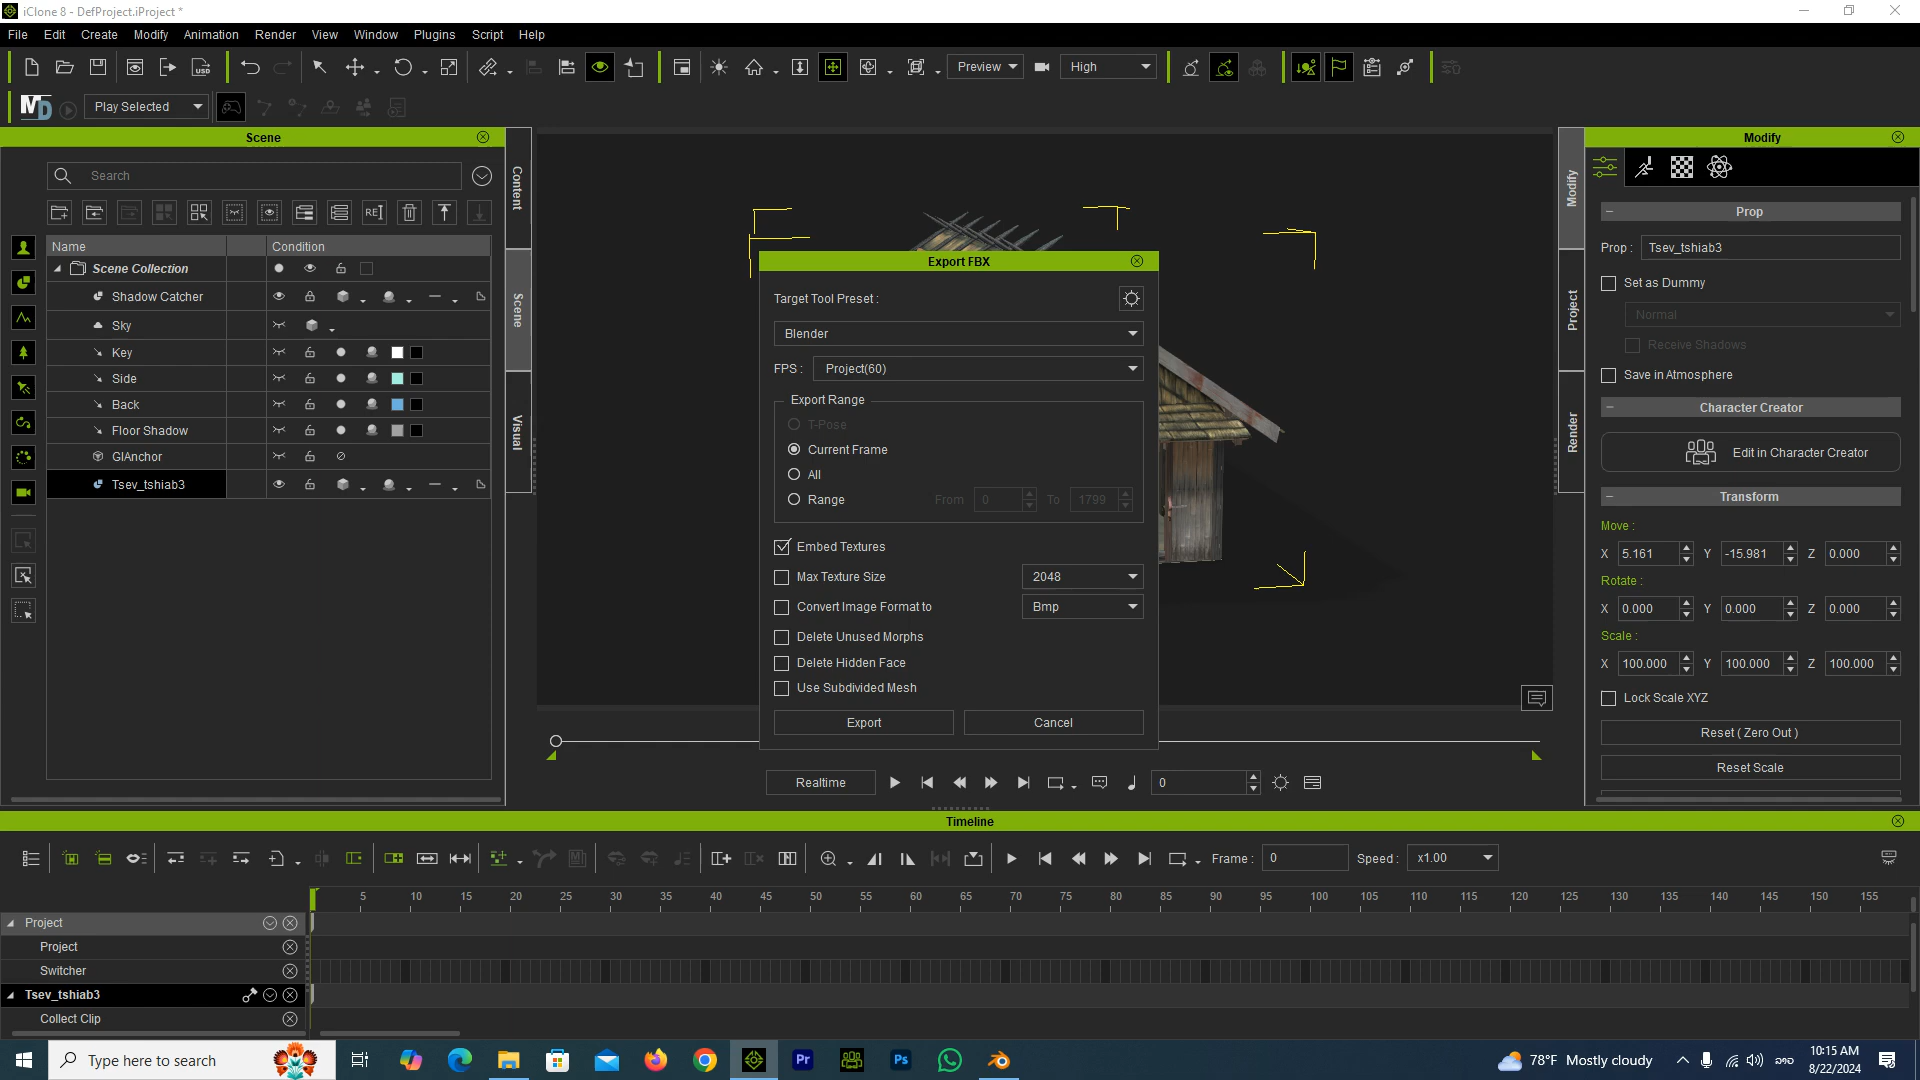 iClone 8 - DefProject.iProject *
File Edit Create Modify Animation Render View Window Plugins Script Help
Preview High
Play Selected
Scene
Search
Name Condition
Scene Collection
Shadow Catcher
Sky
Key
Side
Back
Floor Shadow
GIAnchor
Tsev_tshiab3
Content
Scene
Visual
Export FBX
Target Tool Preset :
Blender
FPS : Project(60)
Export Range
T-Pose
Current Frame
All
Range From 0 To 1799
Embed Textures
Max Texture Size 2048
Convert Image Format to Bmp
Delete Unused Morphs
Delete Hidden Face
Use Subdivided Mesh
Export Cancel
Realtime 0
Modify
Project
Render
Modify
Prop
Prop : Tsev_tshiab3
Set as Dummy
Normal
Receive Shadows
Save in Atmosphere
Character Creator
Edit in Character Creator
Transform
Move :
X 5.161 Y -15.981 Z 0.000
Rotate :
X 0.000 Y 0.000 Z 0.000
Scale :
X 100.000 Y 100.000 Z 100.000
Lock Scale XYZ
Reset ( Zero Out )
Reset Scale
Timeline
Frame : 0 Speed : x1.00
5 10 15 20 25 30 35 40 45 50 55 60 65 70 75 80 85 90 95 100 105 110 115 120 125 130 135 140 145 150 155
Project
Project
Switcher
Tsev_tshiab3
Collect Clip
Type here to search
78°F Mostly cloudy
ລາວ
10:15 AM
8/22/2024